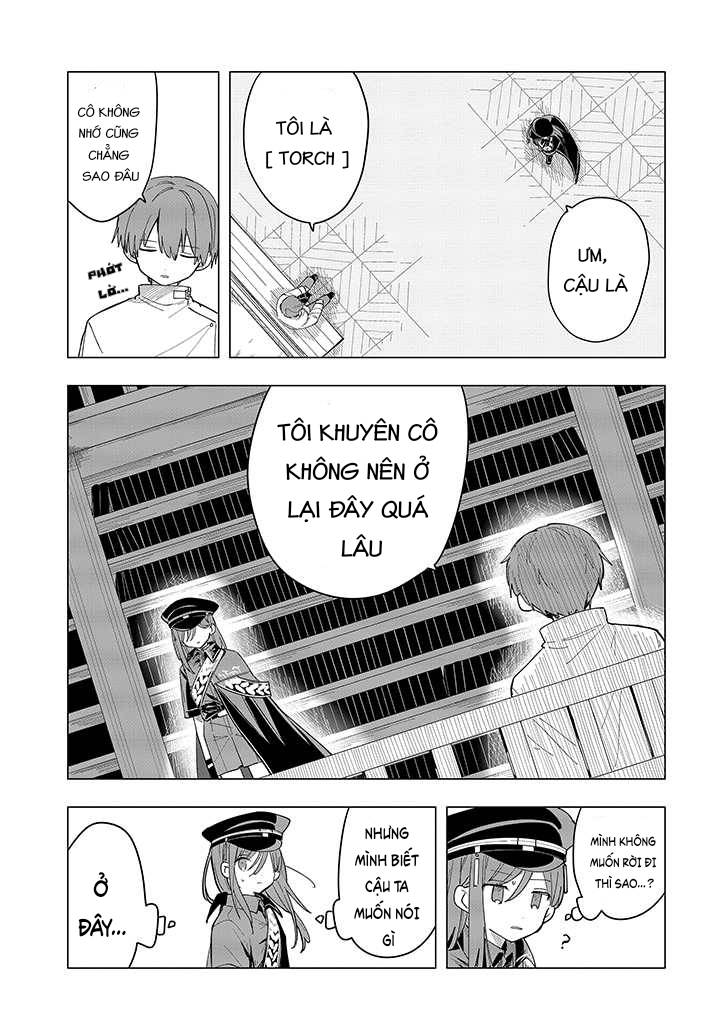 ƯM,
CẬU LÀ
TÔI LÀ
[ TORCH ]
CÔ KHÔNG
NHỚ CŨNG
CHẲNG
SAO ĐÂU
PHỚT
LỜ...
TÔI KHUYÊN CÔ
KHÔNG NÊN Ở
LẠI ĐÂY QUÁ
LÂU
MÌNH KHÔNG
MUỐN RỜI ĐI
THÌ SAO...?
?
NHƯNG
MÌNH BIẾT
CẬU TA
MUỐN NÓI
GÌ
Ở
ĐÂY...